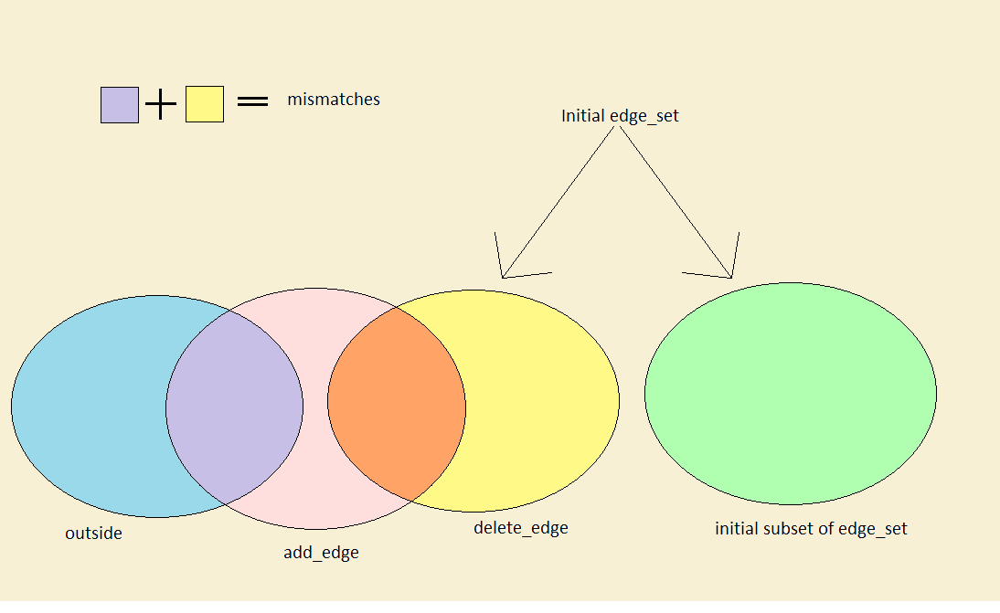 mismatches
Initial edge_set
outside
add_edge
delete_edge
initial subset of edge_set